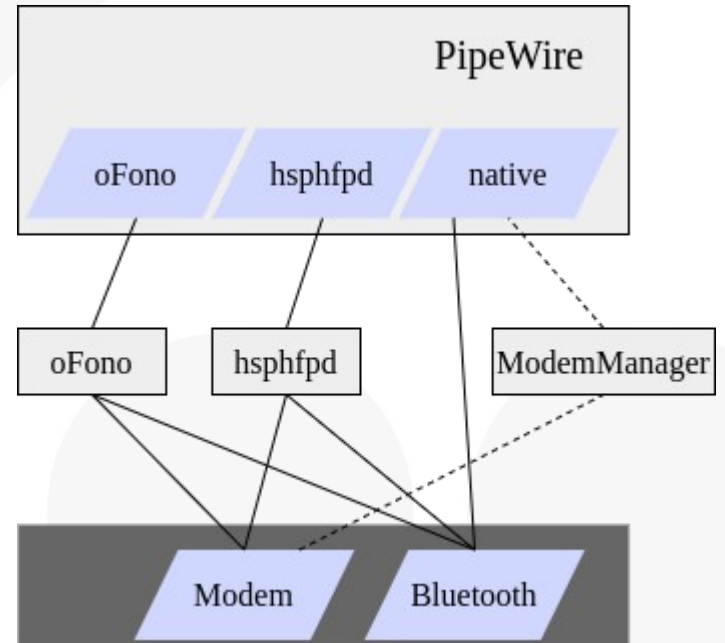 PipeWire
oFono hsphfpd native
oFono hsphfpd ModemManager
Modem Bluetooth